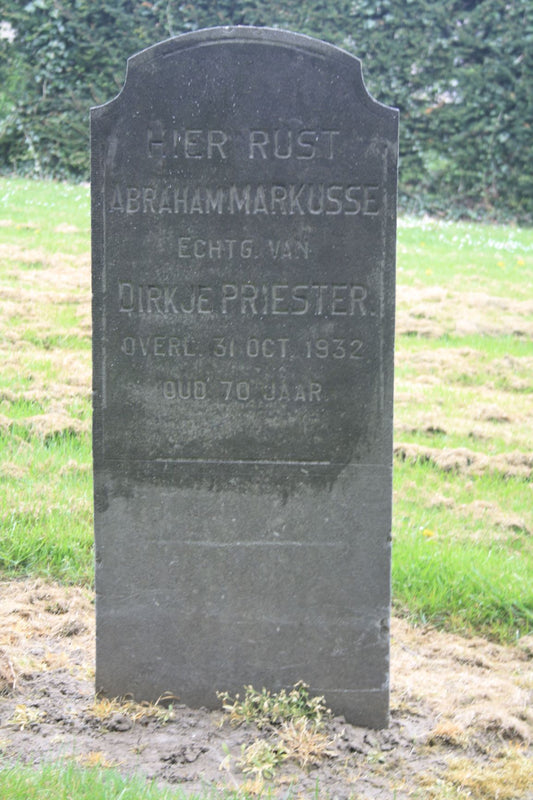 HIER RUST
ABRAHAM MARKUSSE
ECHTG. VAN
DIRKJE PRIESTER.
OVERL. 31 OCT. 1932.
OUD 70 JAAR.